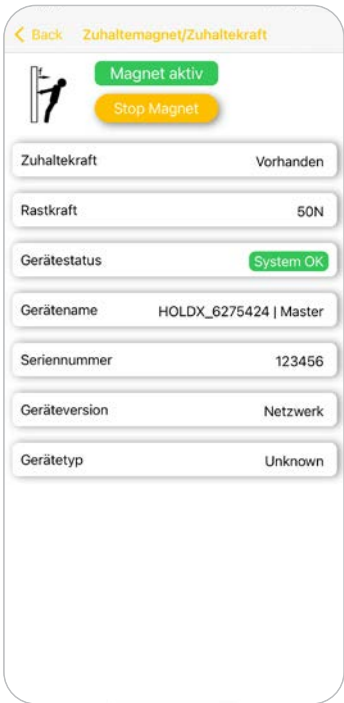 Back Zuhaltemagnet/Zuhaltekraft
Magnet aktiv
Stop Magnet
Zuhaltekraft Vorhanden
Rastkraft 50N
Gerätestatus System OK
Gerätename HOLDX_6275424 | Master
Seriennummer 123456
Geräteversion Netzwerk
Gerätetyp Unknown